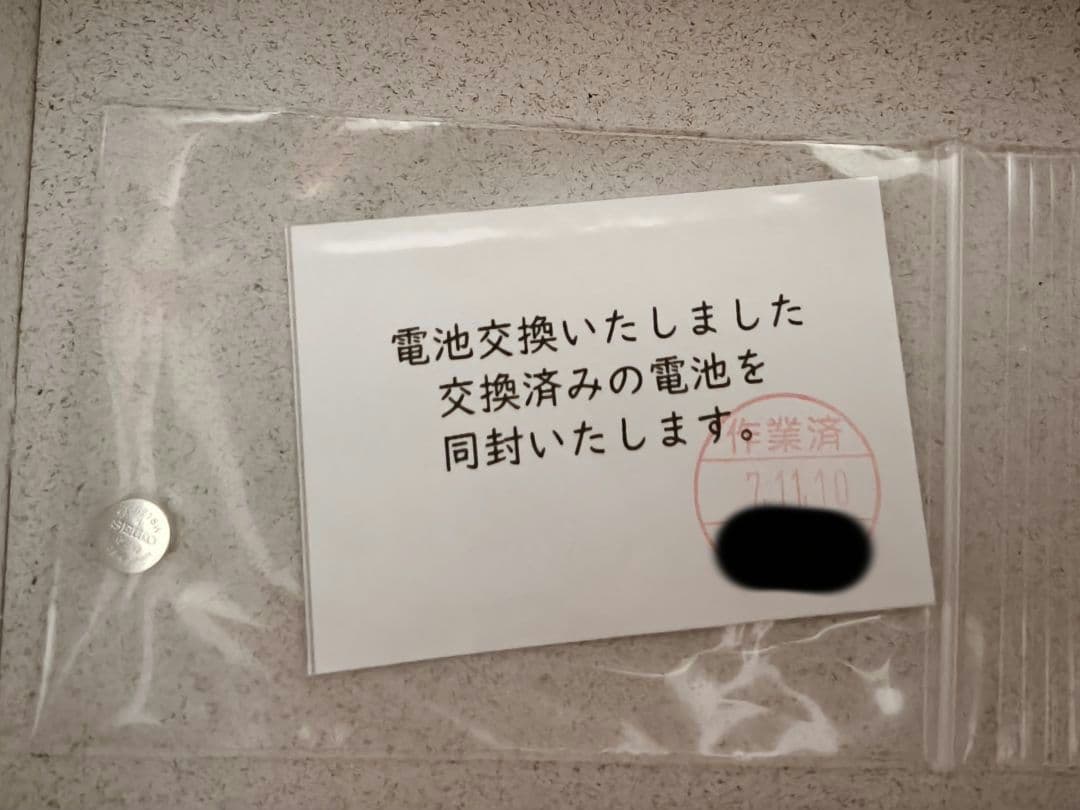 電池交換いたしました
交換済みの電池を
同封いたします。
作業済
7.11.10
SEIKO